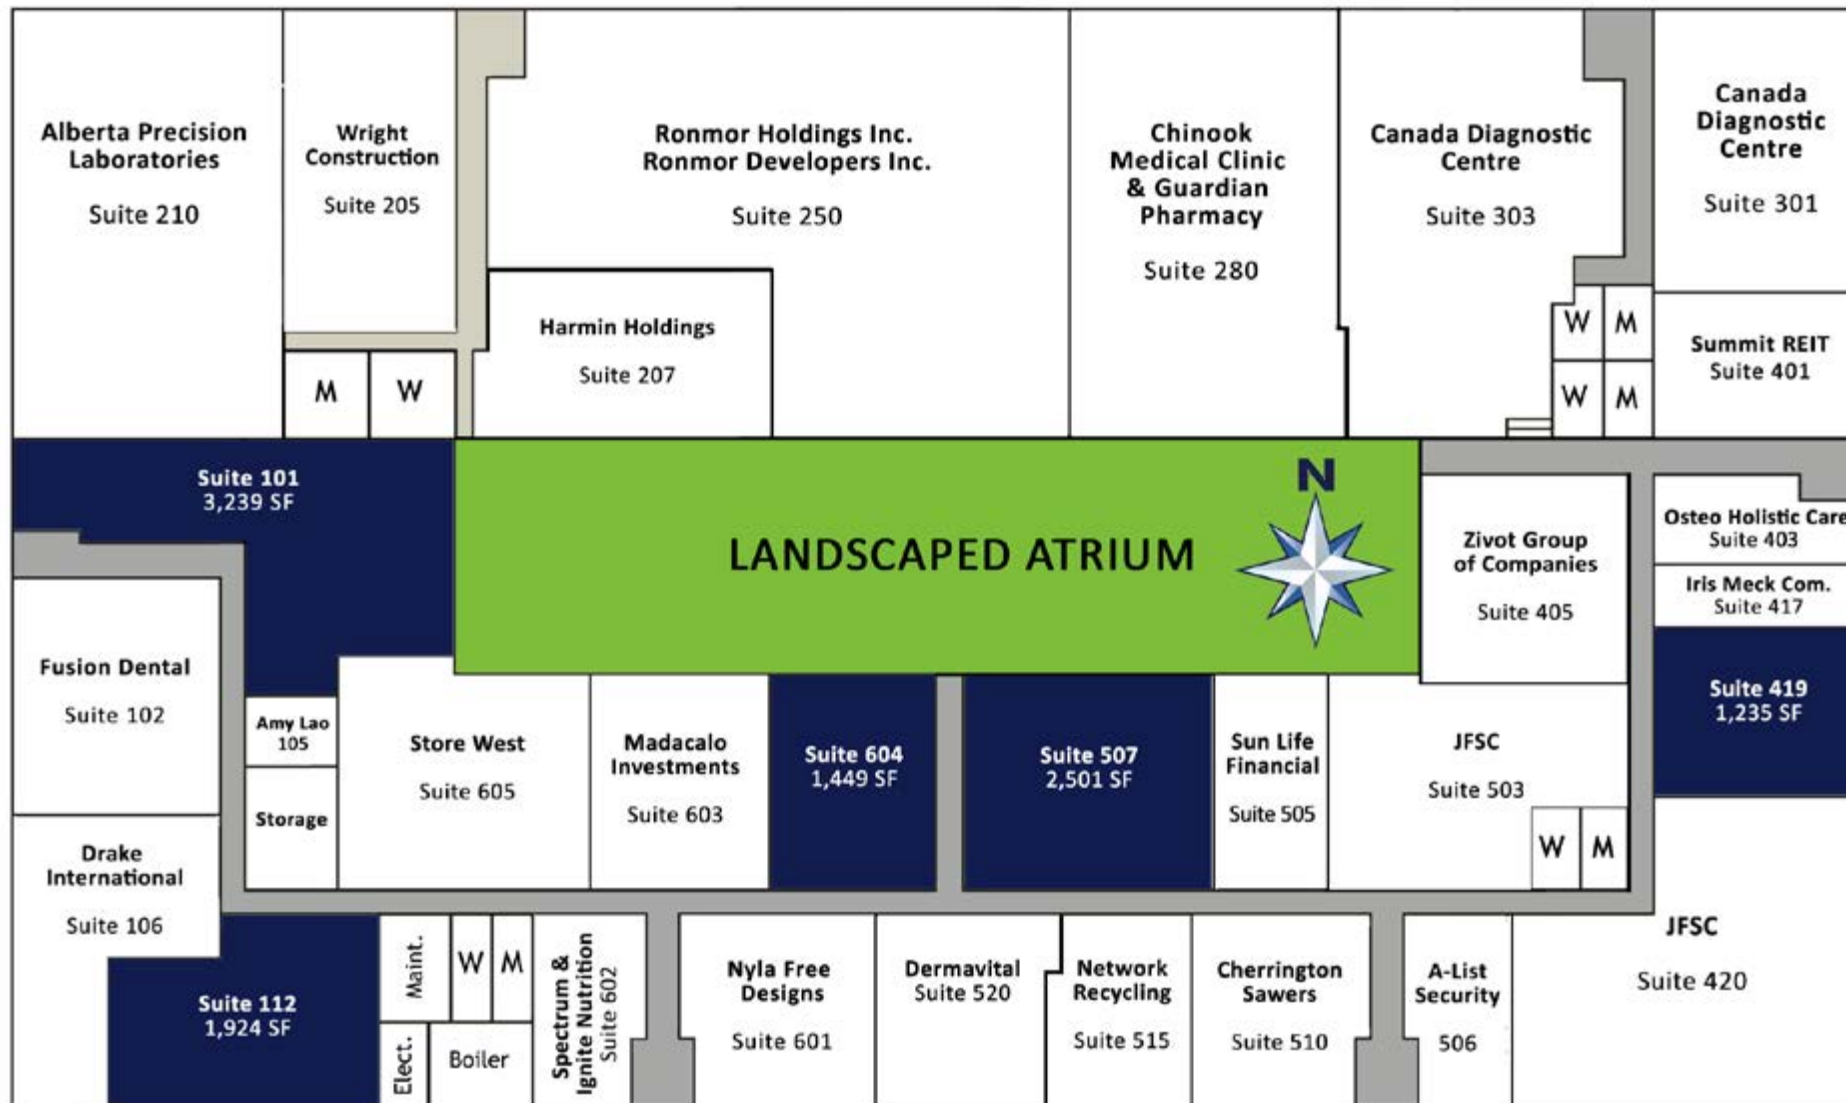 Alberta Precision
Laboratories
Suite 210
Wright
Construction
Suite 205
Ronmor Holdings Inc.
Ronmor Developers Inc.
Suite 250
Chinook
Medical Clinic
& Guardian
Pharmacy
Suite 280
Canada Diagnostic
Centre
Suite 303
Canada
Diagnostic
Centre
Suite 301
Harmin Holdings
Suite 207
M
W
W
M
W
M
Summit REIT
Suite 401
Suite 101
3,239 SF
LANDSCAPED ATRIUM
N
Zivot Group
of Companies
Suite 405
Osteo Holistic Care
Suite 403
Iris Meck Com.
Suite 417
Suite 419
1,235 SF
Fusion Dental
Suite 102
Amy Lao
105
Storage
Store West
Suite 605
Madacalo
Investments
Suite 603
Suite 604
1,449 SF
Suite 507
2,501 SF
Sun Life
Financial
Suite 505
JFSC
Suite 503
W
M
Drake
International
Suite 106
Suite 112
1,924 SF
Maint.
W
M
Elect.
Boiler
Spectrum &
Ignite Nutrition
Suite 602
Nyla Free
Designs
Suite 601
Dermavital
Suite 520
Network
Recycling
Suite 515
Cherrington
Sawers
Suite 510
A-List
Security
506
JFSC
Suite 420